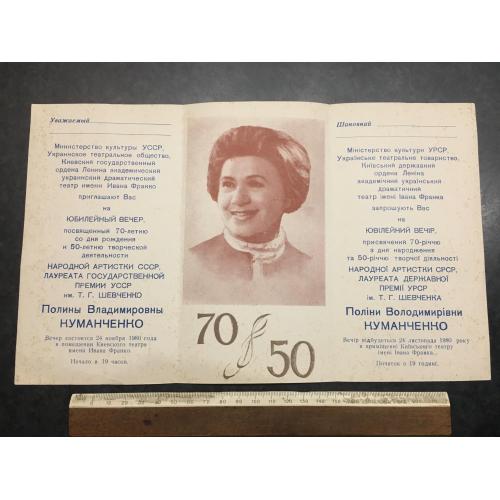 Уважаемый
Министерство культуры УССР,
Украинское театральное общество,
Киевский государственный
ордена Ленина академический
украинский драматический
театр имени Ивана Франко
приглашают Вас
на
ЮБИЛЕЙНЫЙ ВЕЧЕР,
посвященный 70-летию
со дня рождения
и 50-летию творческой
деятельности
НАРОДНОЙ АРТИСТКИ СССР,
ЛАУРЕАТА ГОСУДАРСТВЕННОЙ
ПРЕМИИ УССР
им. Т. Г. ШЕВЧЕНКО
Полины Владимировны
КУМАНЧЕНКО
Вечер состоится 24 ноября 1980 года
в помещении Киевского театра
имени Ивана Франко
Начало в 19 часов.
70
50
Шановний
Міністерство культури УРСР,
Українське театральне товариство,
Київський державний
ордена Леніна
академічний український
драматичний
театр імені Івана Франка
запрошують Вас
на
ЮВІЛЕЙНИЙ ВЕЧІР,
присвячений 70-річчю
з дня народження
та 50-річчю творчої діяльності
НАРОДНОЇ АРТИСТКИ СРСР,
ЛАУРЕАТА ДЕРЖАВНОЇ
ПРЕМІЇ УРСР
ім. Т. Г. ШЕВЧЕНКА
Поліни Володимирівни
КУМАНЧЕНКО
Вечір відбудеться 24 листопада 1980 року
в приміщенні Київського театру
імені Івана Франка.
Початок о 19 годині.